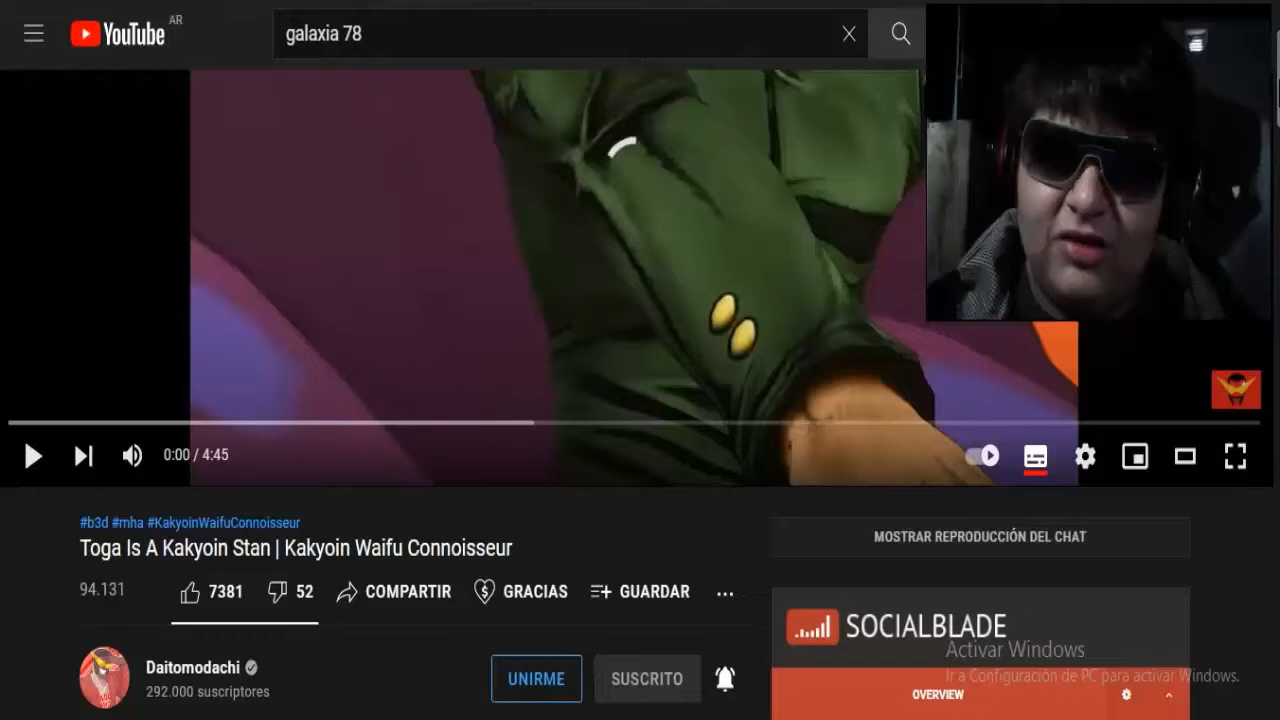 YouTube AR
galaxia 78
0:00 / 4:45
#b3d #mha #KakyoinWaifuConnoisseur
Toga Is A Kakyoin Stan | Kakyoin Waifu Connoisseur
94.131
7381
52
COMPARTIR
GRACIAS
GUARDAR
MOSTRAR REPRODUCCIÓN DEL CHAT
SOCIALBLADE
Activar Windows
Ir a Configuración de PC para activar Windows.
OVERVIEW
Daitomodachi
292.000 suscriptores
UNIRME
SUSCRITO